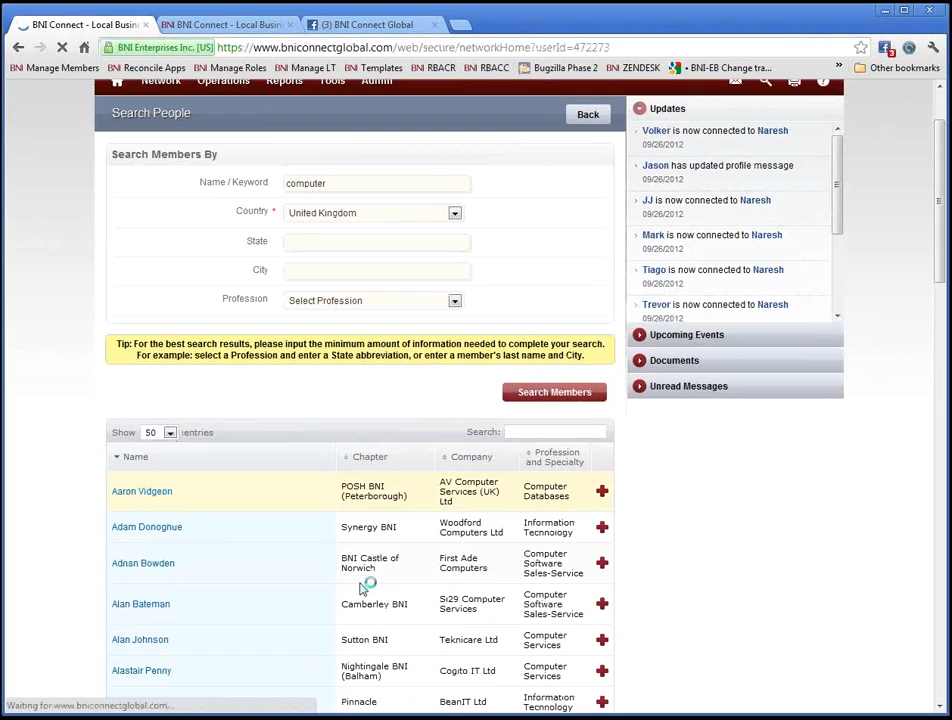 BNI Connect - Local Busin
BNI BNI Connect - Local Busin
(3) BNI Connect Global
BNI Enterprises Inc. [US]
https://www.bniconnectglobal.com/web/secure/networkHome?userId=472273
BNI Manage Members
BNI Reconcile Apps
BNI Manage Roles
BNI Manage LT
BNI Templates
BNI RBACR
BNI RBACC
Bugzilla Phase 2
BNI ZENDESK
BNI-EB Change tra...
Other bookmarks
3
Network
Operations
Reports
Tools
Admin
Search People
Back
Search Members By
Name / Keyword
computer
Country *
United Kingdom
State
City
Profession
Select Profession
Tip: For the best search results, please input the minimum amount of information needed to complete your search.
For example: select a Profession and enter a State abbreviation, or enter a member's last name and City.
Search Members
Show 50 entries
Search:
Name
Chapter
Company
Profession
and Specialty
Aaron Vidgeon
POSH BNI
(Peterborough)
AV Computer
Services (UK)
Ltd
Computer
Databases
Adam Donognue
Synergy BNI
Woodford
Computers Ltd
Information
Technology
Adrian Bowden
BNI Castle of
Norwich
First Ade
Computers
Computer
Software
Sales-Service
Alan Bateman
Camberley BNI
Si29 Computer
Services
Computer
Software
Sales-Service
Alan Johnson
Sutton BNI
Teknicare Ltd
Computer
Services
Alastair Penny
Nightingale BNI
(Balham)
Cogito IT Ltd
Computer
Services
Pinnacle
BeanIT Ltd
Information
Technology
Updates
Volker is now connected to Naresh
09/26/2012
Jason has updated profile message
09/26/2012
JJ is now connected to Naresh
09/26/2012
Mark is now connected to Naresh
09/26/2012
Tiago is now connected to Naresh
09/26/2012
Trevor is now connected to Naresh
09/26/2012
Upcoming Events
Documents
Unread Messages
Waiting for www.bniconnectglobal.com...